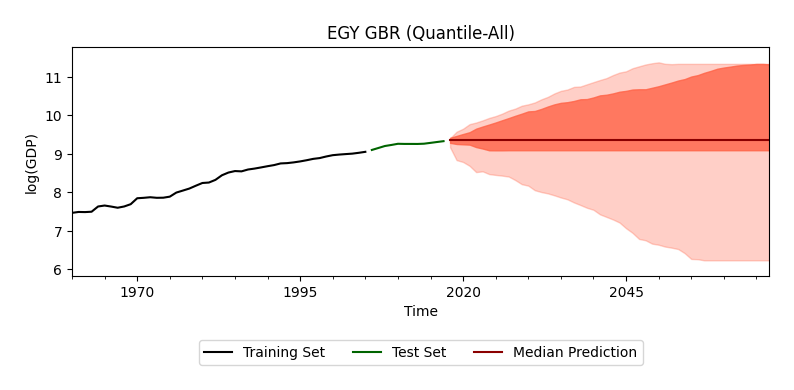 EGY GBR (Quantile-All)
log(GDP)
11
10
9
8
7
6
1970 1995 2020 2045
Time
Training Set Test Set Median Prediction